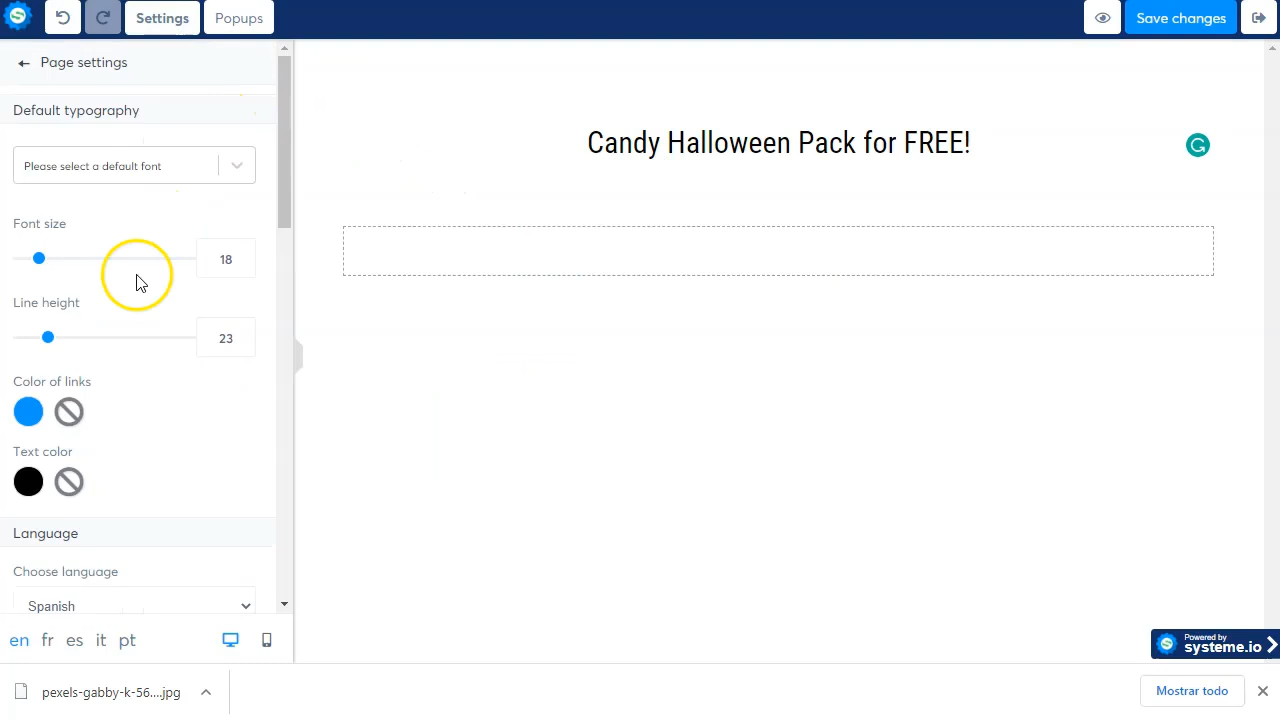 Settings
Popups
Save changes
Page settings
Default typography
Please select a default font
Font size
18
Line height
23
Color of links
Text color
Language
Choose language
Spanish
en fr es it pt
Candy Halloween Pack for FREE!
Powered by
systeme.io
pexels-gabby-k-56....jpg
Mostrar todo